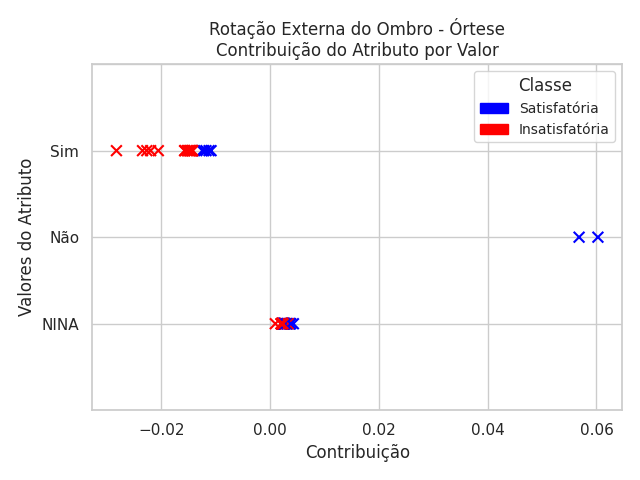 Rotação Externa do Ombro - Órtese
Contribuição do Atributo por Valor
Classe
Satisfatória
Insatisfatória
Valores do Atributo
Sim
Não
NINA
−0.02 0.00 0.02 0.04 0.06
Contribuição